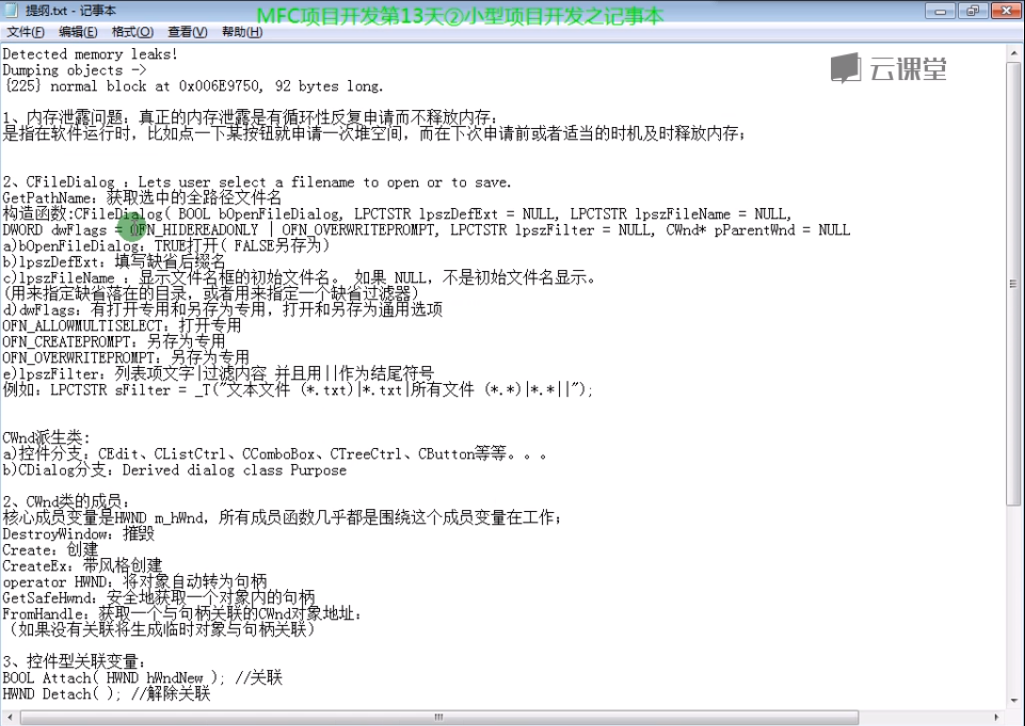 提纲.txt - 记事本
MFC项目开发第13天②小型项目开发之记事本
文件(F) 编辑(E) 格式(O) 查看(V) 帮助(H)
Detected memory leaks!
Dumping objects ->
{225} normal block at 0x006E9750, 92 bytes long.
云课堂
1、内存泄露问题：真正的内存泄露是有循环性反复申请而不释放内存；
是指在软件运行时，比如点一下某按钮就申请一次堆空间，而在下次申请前或者适当的时机及时释放内存；
2、CFileDialog ：Lets user select a filename to open or to save.
GetPathName：获取选中的全路径文件名
构造函数:CFileDialog( BOOL bOpenFileDialog, LPCTSTR lpszDefExt = NULL, LPCTSTR lpszFileName = NULL,
DWORD dwFlags = OFN_HIDEREADONLY | OFN_OVERWRITEPROMPT, LPCTSTR lpszFilter = NULL, CWnd* pParentWnd = NULL
a)bOpenFileDialog：TRUE打开( FALSE另存为)
b)lpszDefExt：填写缺省后缀名
c)lpszFileName ：显示文件名框的初始文件名。 如果 NULL，不是初始文件名显示。
(用来指定缺省落在的目录，或者用来指定一个缺省过滤器)
d)dwFlags：有打开专用和另存为专用，打开和另存为通用选项
OFN_ALLOWMULTISELECT：打开专用
OFN_CREATEPROMPT：另存为专用
OFN_OVERWRITEPROMPT：另存为专用
e)lpszFilter：列表项文字|过滤内容 并且用||作为结尾符号
例如：LPCTSTR sFilter = _T("文本文件 (*.txt)|*.txt|所有文件 (*.*)|*.*||");
CWnd派生类：
a)控件分支：CEdit、CListCtrl、CComboBox、CTreeCtrl、CButton等等。。。
b)CDialog分支：Derived dialog class Purpose
2、CWnd类的成员：
核心成员变量是HWND m_hWnd，所有成员函数几乎都是围绕这个成员变量在工作；
DestroyWindow：摧毁
Create：创建
CreateEx：带风格创建
operator HWND：将对象自动转为句柄
GetSafeHwnd：安全地获取一个对象内的句柄
FromHandle：获取一个与句柄关联的CWnd对象地址：
（如果没有关联将生成临时对象与句柄关联）
3、控件型关联变量：
BOOL Attach( HWND hWndNew ); //关联
HWND Detach( ); //解除关联